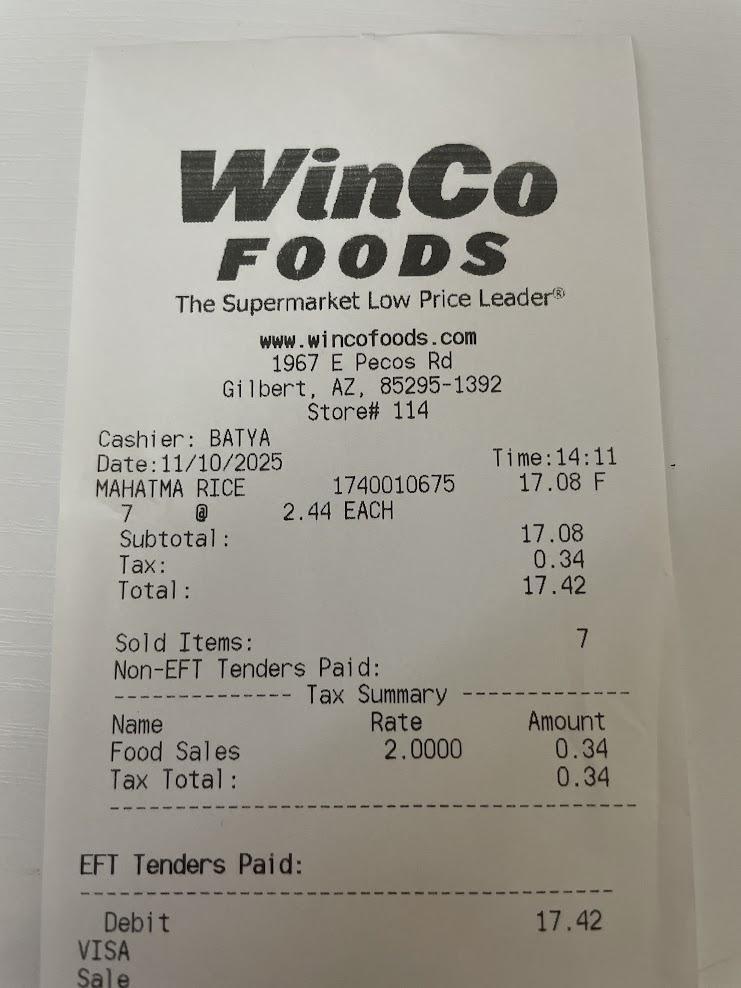 WinCo
FOODS
The Supermarket Low Price Leader®
www.wincofoods.com
1967 E Pecos Rd
Gilbert, AZ, 85295-1392
Store# 114
Cashier: BATYA
Date:11/10/2025 Time:14:11
MAHATMA RICE 1740010675 17.08 F
7 @ 2.44 EACH
Subtotal: 17.08
Tax: 0.34
Total: 17.42
Sold Items: 7
Non-EFT Tenders Paid:
-------------- Tax Summary --------------
Name Rate Amount
Food Sales 2.0000 0.34
Tax Total: 0.34
EFT Tenders Paid:
Debit 17.42
VISA
Sale